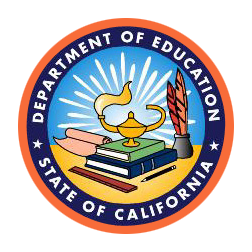 DEPARTMENT OF EDUCATION
STATE OF CALIFORNIA